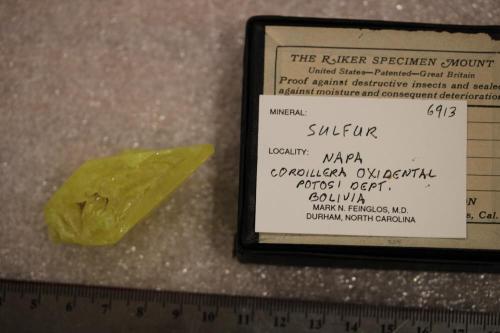 THE RIKER SPECIMEN MOUNT
United States—Patented—Great Britain
Proof against destructive insects and sealed
against moisture and consequent deterioration
MINERAL:
6913
SULFUR
LOCALITY:
NAPA
CORDILLERA OXIDENTAL
POTOSI DEPT.
BOLIVIA
MARK N. FEINGLOS, M.D.
DURHAM, NORTH CAROLINA
Cal.
5 6 7 8 9 10 11 12 13 14 15 16 17